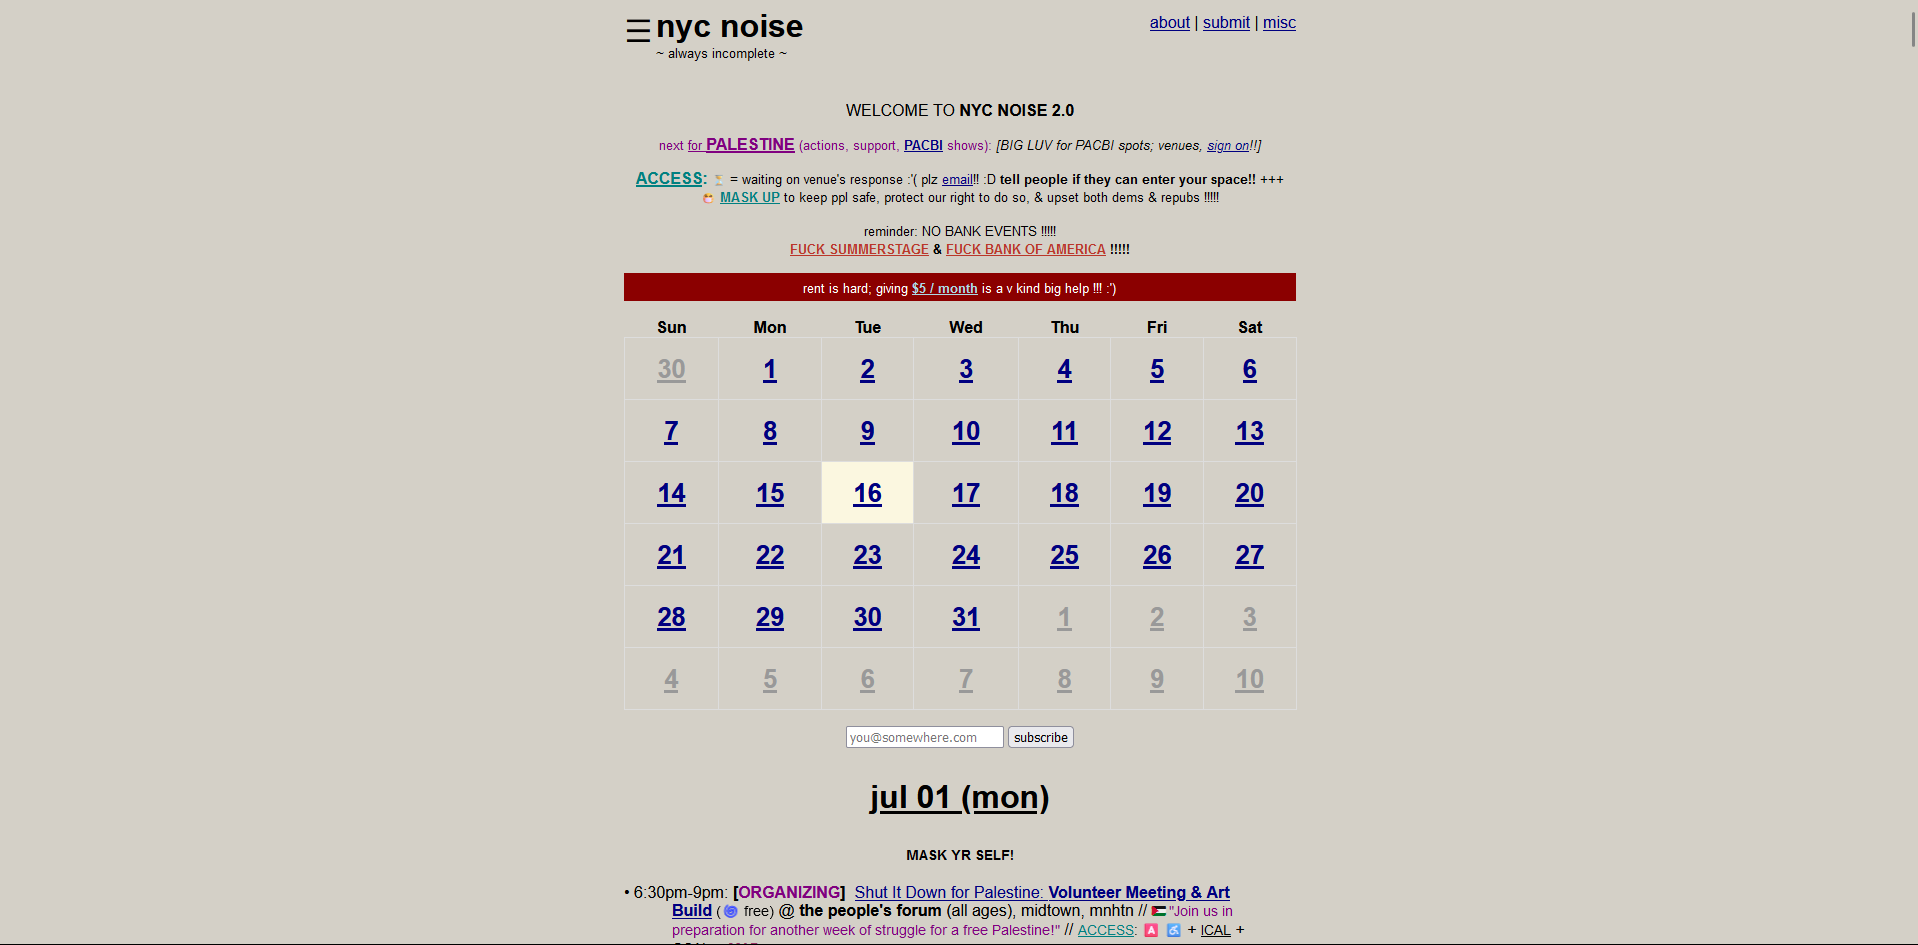 ☰ nyc noise
about | submit | misc
~ always incomplete ~
WELCOME TO NYC NOISE 2.0
next for PALESTINE (actions, support, PACBI shows): [BIG LUV for PACBI spots; venues, sign on!!]
ACCESS: ⏳ = waiting on venue's response :'( plz email!! :D tell people if they can enter your space!! +++
😷 MASK UP to keep ppl safe, protect our right to do so, & upset both dems & repubs !!!!!
reminder: NO BANK EVENTS !!!!!
FUCK SUMMERSTAGE & FUCK BANK OF AMERICA !!!!!
rent is hard; giving $5 / month is a v kind big help !!! :')
Sun Mon Tue Wed Thu Fri Sat
30 1 2 3 4 5 6
7 8 9 10 11 12 13
14 15 16 17 18 19 20
21 22 23 24 25 26 27
28 29 30 31 1 2 3
4 5 6 7 8 9 10
you@somewhere.com subscribe
jul 01 (mon)
MASK YR SELF!
• 6:30pm-9pm: [ORGANIZING] Shut It Down for Palestine: Volunteer Meeting & Art
Build (🌀 free) @ the people's forum (all ages), midtown, mnhtn // 🇵🇸 "Join us in
preparation for another week of struggle for a free Palestine!" // ACCESS: 🅰 ♿ + ICAL +